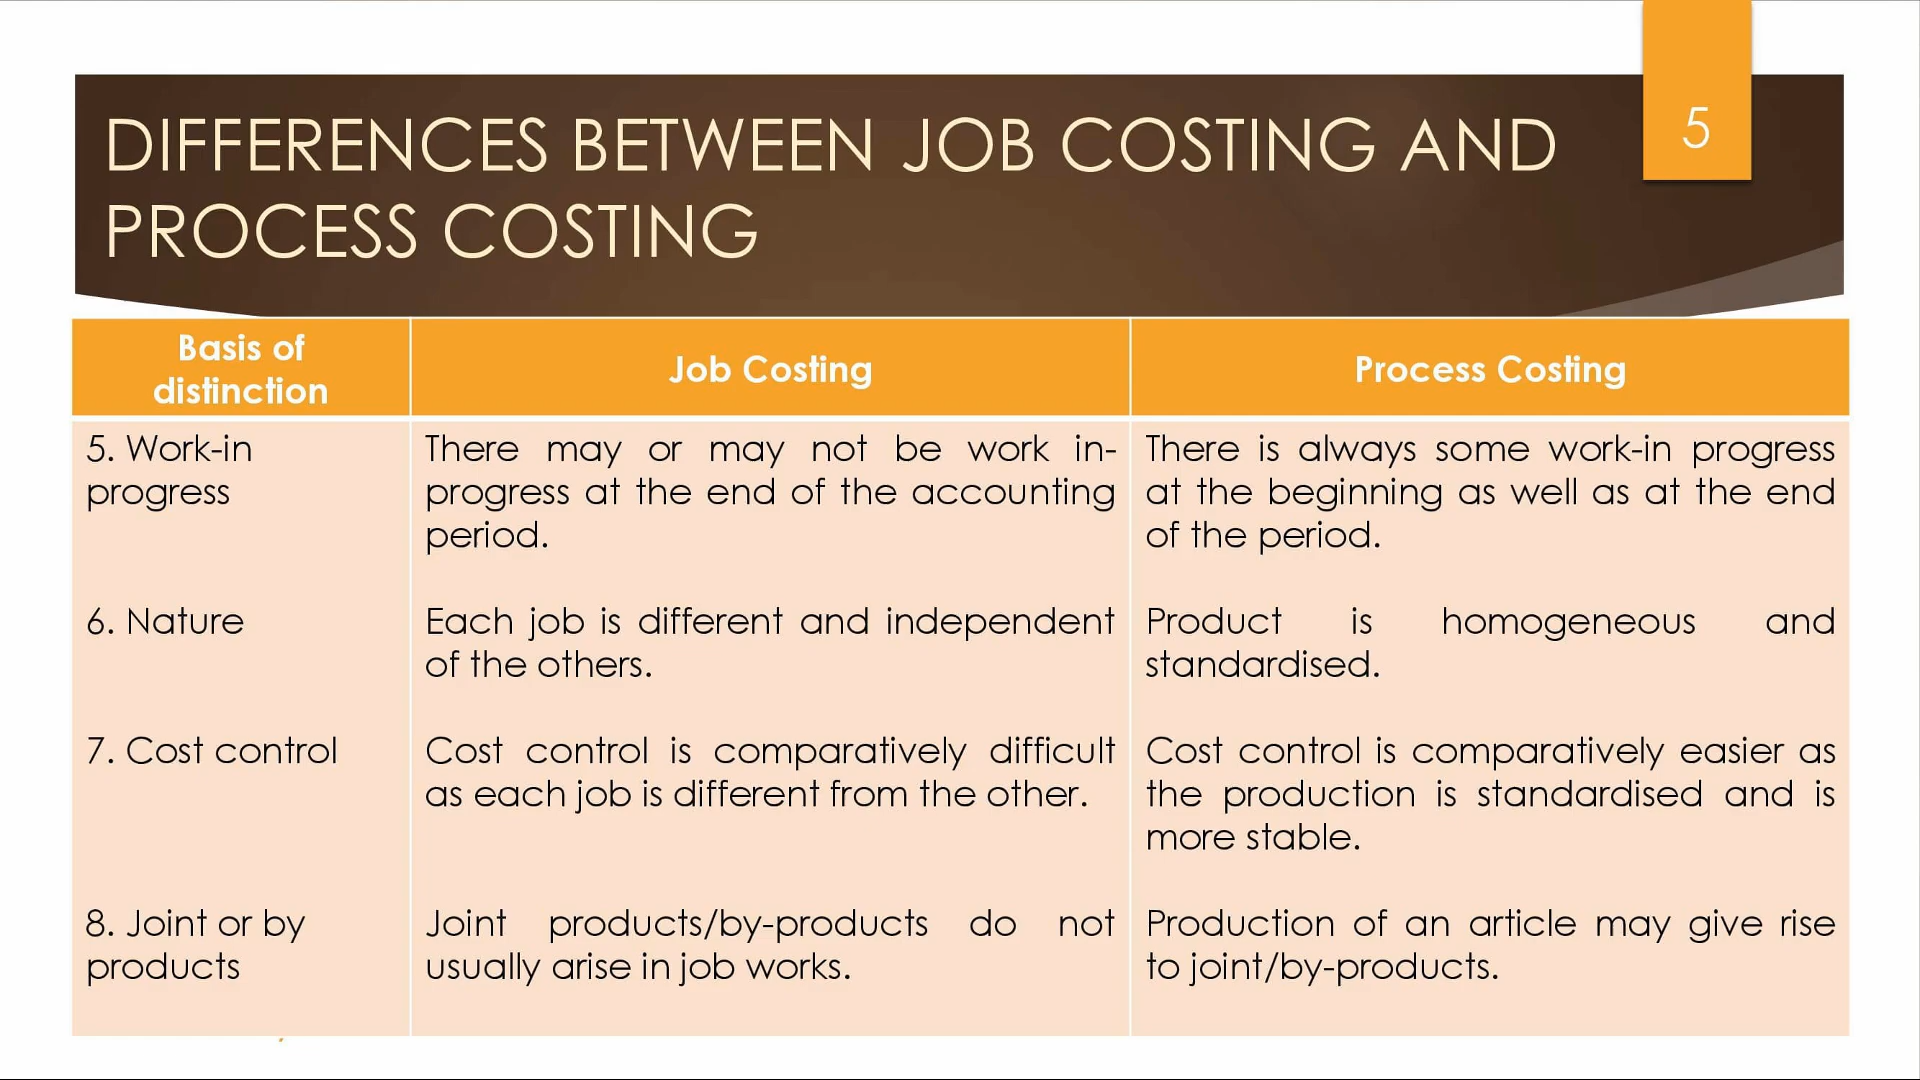 5
DIFFERENCES BETWEEN JOB COSTING AND
PROCESS COSTING
Basis of
distinction
Job Costing
Process Costing
5. Work-in
progress
There may or may not be work in-
progress at the end of the accounting
period.
There is always some work-in progress
at the beginning as well as at the end
of the period.
6. Nature
Each job is different and independent
of the others.
Product is homogeneous and
standardised.
7. Cost control
Cost control is comparatively difficult
as each job is different from the other.
Cost control is comparatively easier as
the production is standardised and is
more stable.
8. Joint or by
products
Joint products/by-products do not
usually arise in job works.
Production of an article may give rise
to joint/by-products.